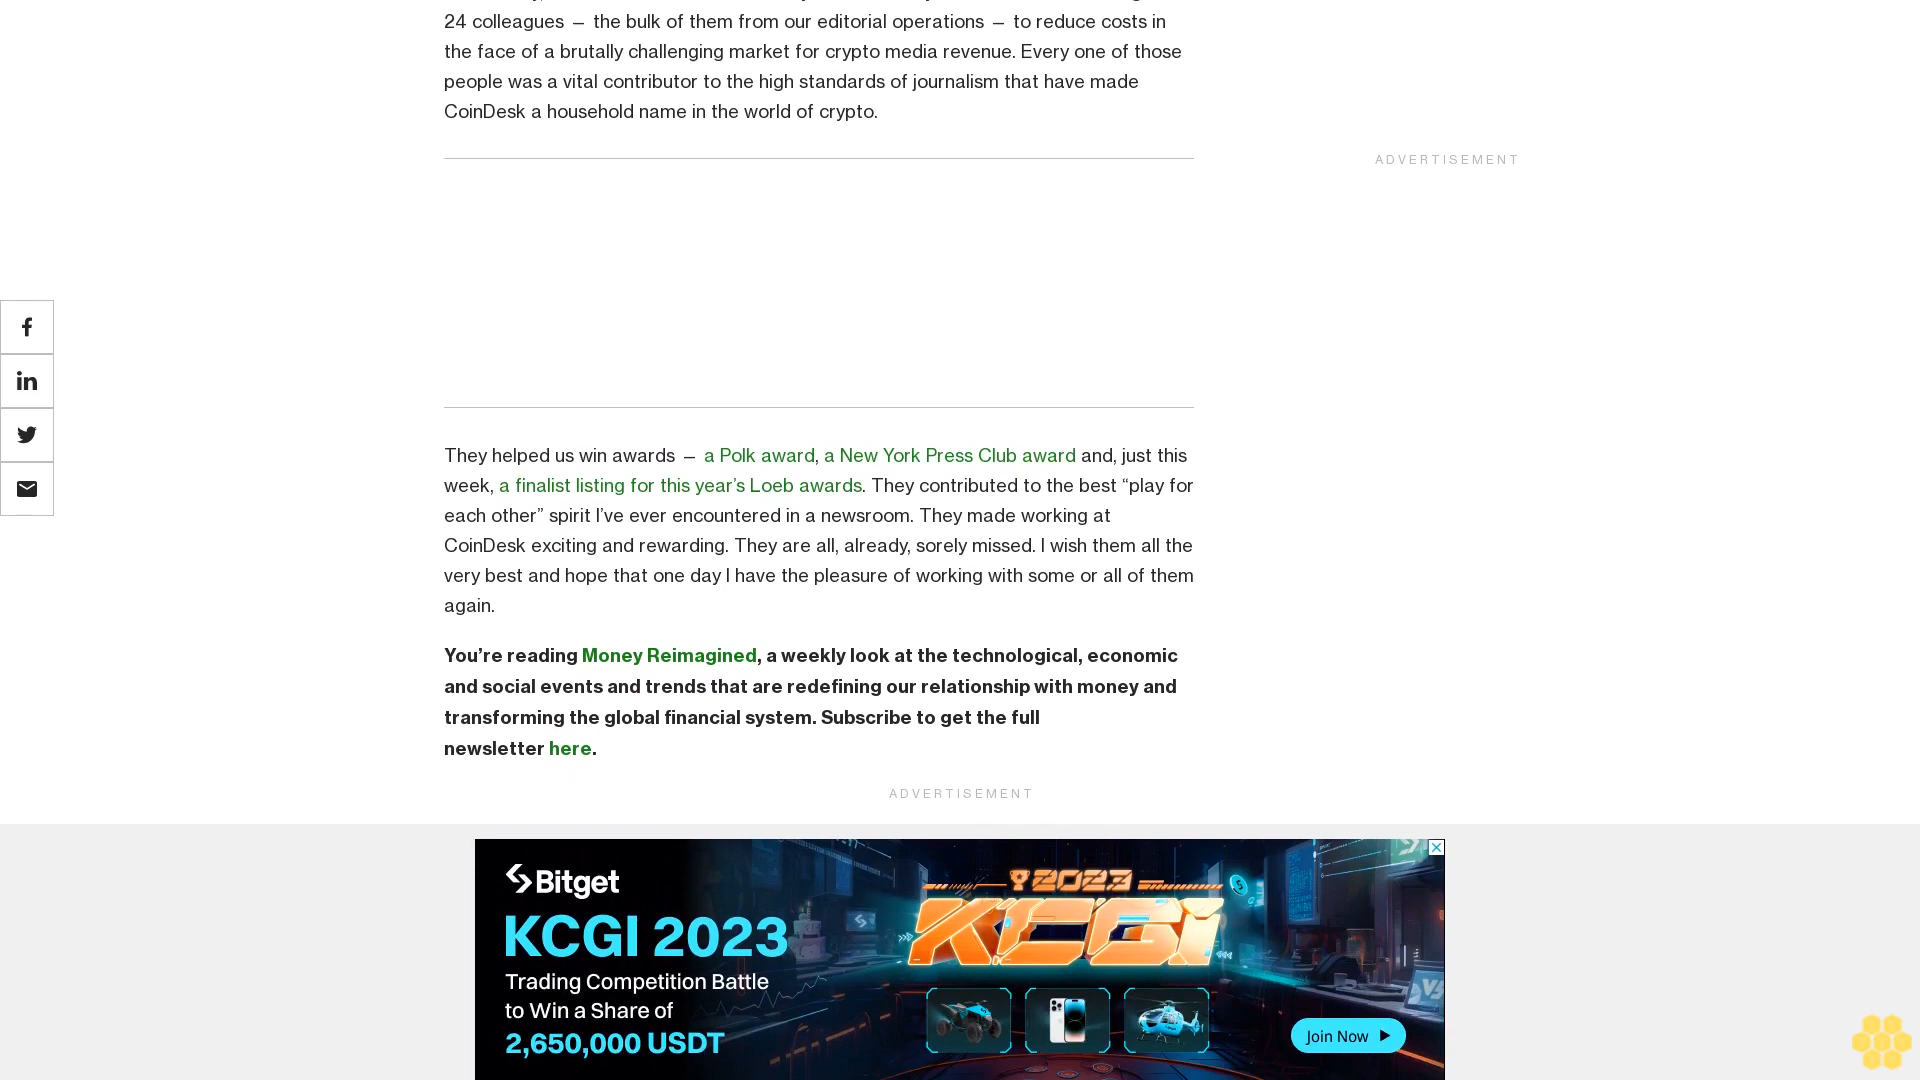 24 colleagues — the bulk of them from our editorial operations — to reduce costs in
the face of a brutally challenging market for crypto media revenue. Every one of those
people was a vital contributor to the high standards of journalism that have made
CoinDesk a household name in the world of crypto.
ADVERTISEMENT
They helped us win awards — a Polk award, a New York Press Club award and, just this
week, a finalist listing for this year’s Loeb awards. They contributed to the best “play for
each other” spirit I’ve ever encountered in a newsroom. They made working at
CoinDesk exciting and rewarding. They are all, already, sorely missed. I wish them all the
very best and hope that one day I have the pleasure of working with some or all of them
again.
You’re reading Money Reimagined, a weekly look at the technological, economic
and social events and trends that are redefining our relationship with money and
transforming the global financial system. Subscribe to get the full
newsletter here.
ADVERTISEMENT
Bitget
KCGI 2023
Trading Competition Battle
to Win a Share of
2,650,000 USDT
2023
KCGI
VS
Join Now